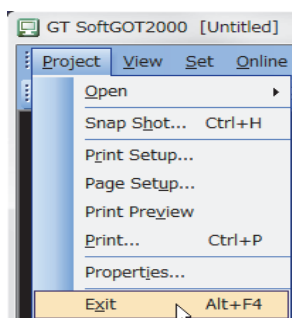 GT SoftGOT2000 [Untitled]
Project View Set Online
Open
Snap Shot... Ctrl+H
Print Setup...
Page Setup...
Print Preview
Print... Ctrl+P
Properties...
Exit Alt+F4